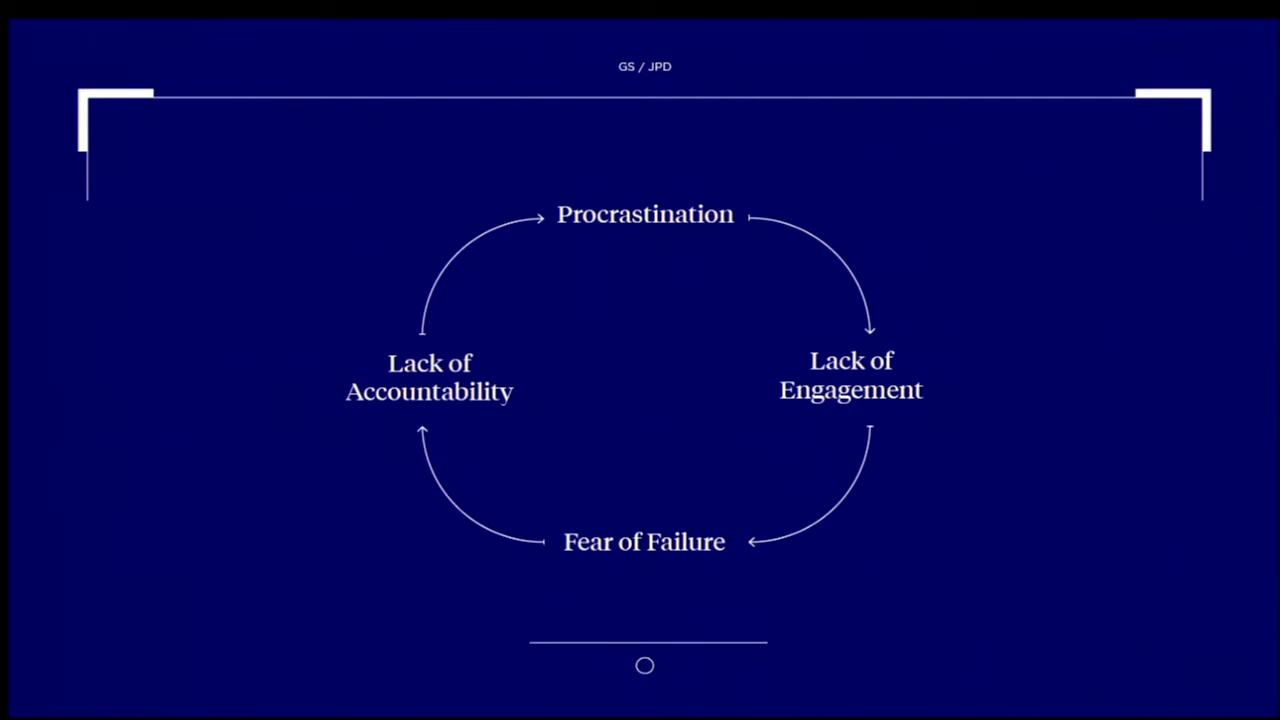 GS / JPD
Procrastination
Lack of
Accountability
Lack of
Engagement
Fear of Failure